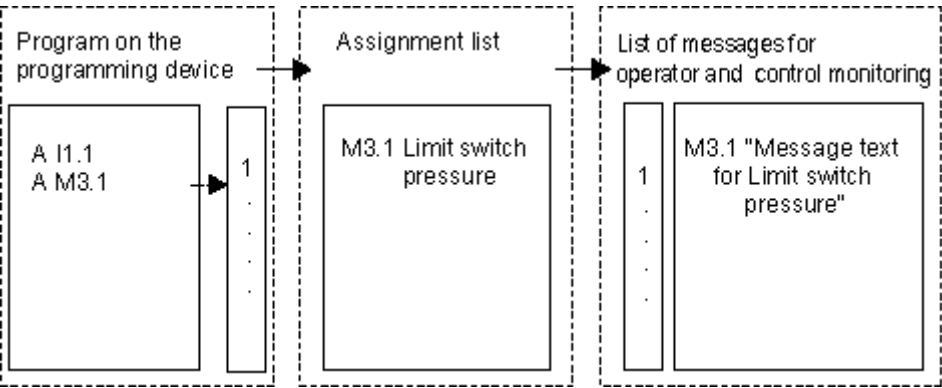 Program on the
programming device
A I1.1
A M3.1
1
.
.
.
.
Assignment list
M3.1 Limit switch
pressure
List of messages for
operator and control monitoring
1
.
.
.
.
M3.1 "Message text
for Limit switch
pressure"